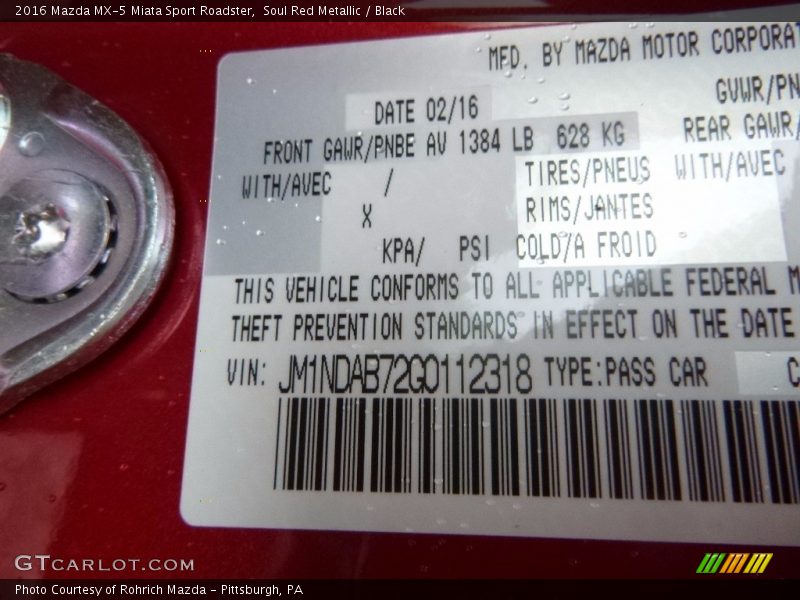 2016 Mazda MX-5 Miata Sport Roadster, Soul Red Metallic / Black
MFD. BY MAZDA MOTOR
DATE 02/16
GVWR/PN
FRONT GAWR/PNBE AV 1384 LB 628 KG REAR GAWR/
WITH/AVEC / TIRES/PNEUS WITH/AVEC
X RIMS/JANTES
KPA/ PSI COLD/A FROID
THIS VEHICLE CONFORMS TO ALL APPLICABLE FEDERAL M
THEFT PREVENTION STANDARDS IN EFFECT ON THE DATE
VIN: JM1NDAB72G0112318 TYPE:PASS CAR C
GTCARLOT.COM
Photo Courtesy of Rohrich Mazda - Pittsburgh, PA